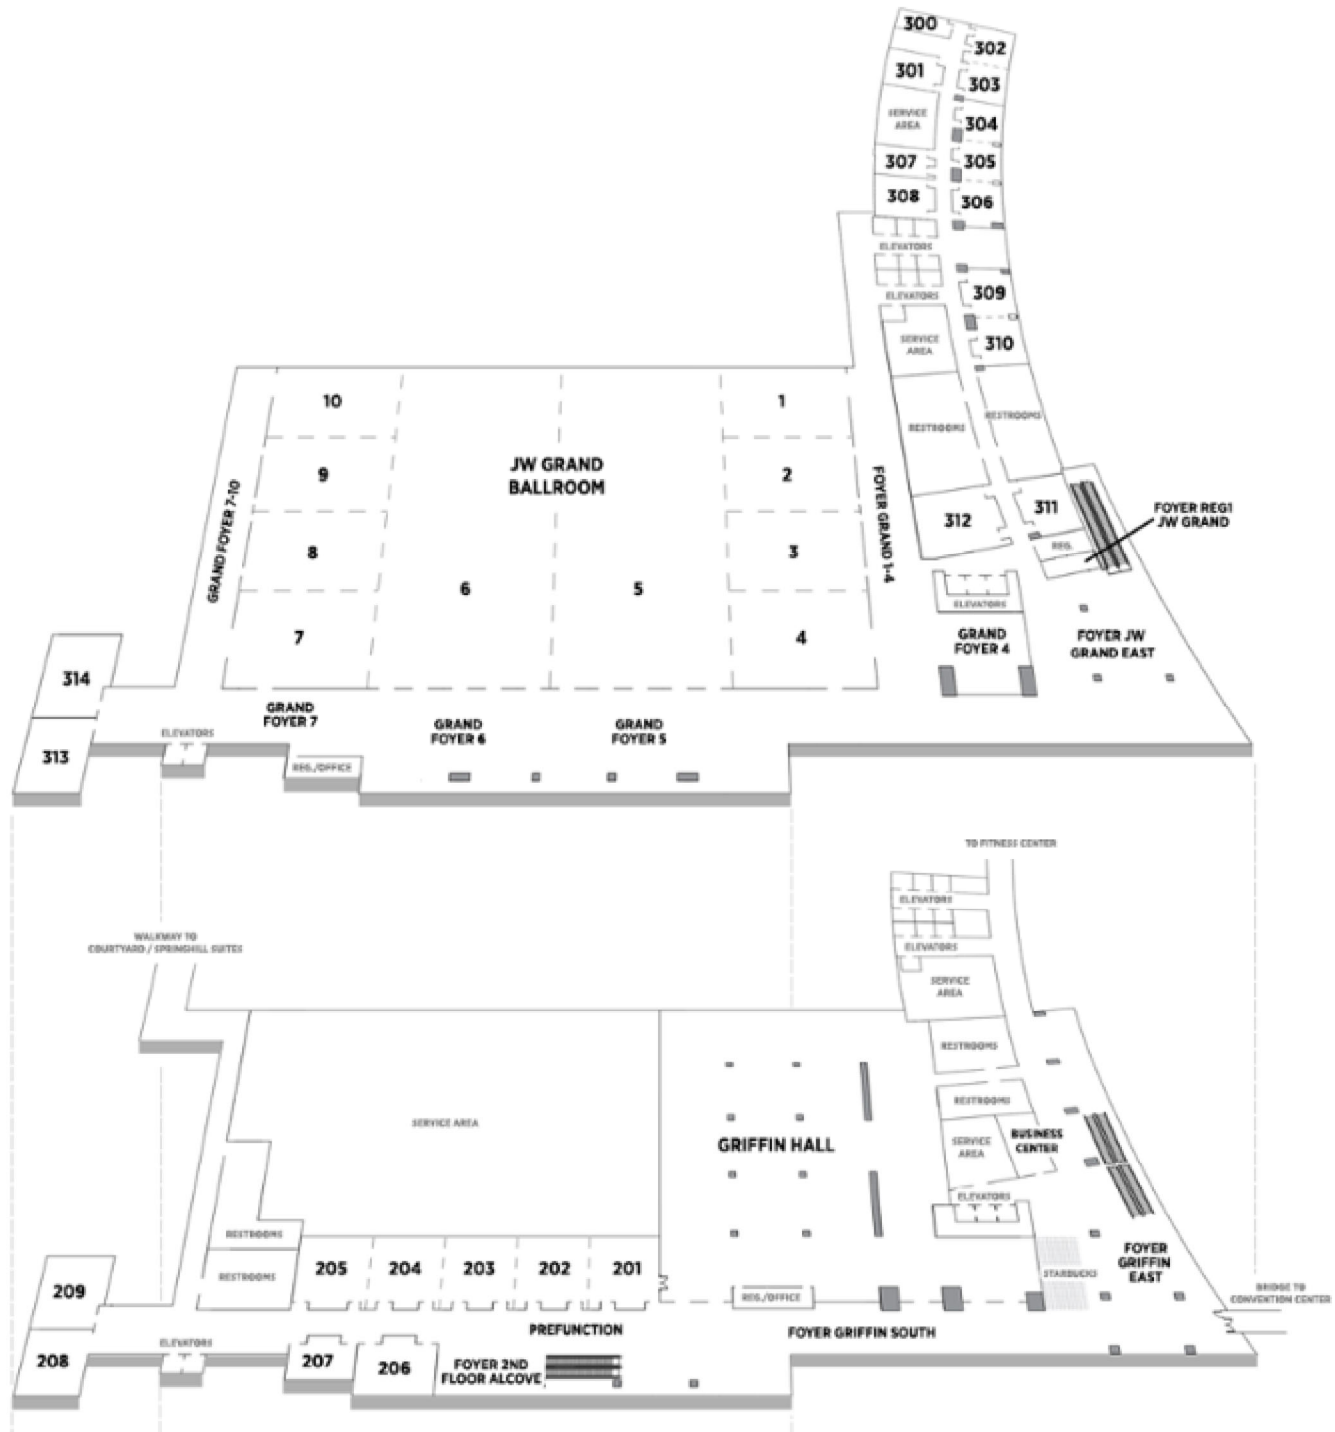 300
302
301
303
SERVICE
AREA
304
307
305
308
306
ELEVATORS
ELEVATORS
309
SERVICE
AREA
310
RESTROOMS
RESTROOMS
10
1
JW GRAND
BALLROOM
9
2
GRAND FOYER 7-10
FOYER GRAND 1-4
312
311
FOYER REG1
JW GRAND
REG.
8
3
6
5
ELEVATORS
7
4
GRAND
FOYER 4
FOYER JW
GRAND EAST
314
313
GRAND
FOYER 7
GRAND
FOYER 6
GRAND
FOYER 5
ELEVATORS
REG./OFFICE
TO FITNESS CENTER
ELEVATORS
WALKWAY TO
COURTYARD / SPRINGHILL SUITES
ELEVATORS
SERVICE
AREA
RESTROOMS
RESTROOMS
SERVICE AREA
GRIFFIN HALL
SERVICE
AREA
BUSINESS
CENTER
ELEVATORS
RESTROOMS
RESTROOMS
205
204
203
202
201
FOYER
GRIFFIN
EAST
STARBUCKS
209
REG./OFFICE
BRIDGE TO
CONVENTION CENTER
PREFUNCTION
FOYER GRIFFIN SOUTH
ELEVATORS
208
207
206
FOYER 2ND
FLOOR ALCOVE